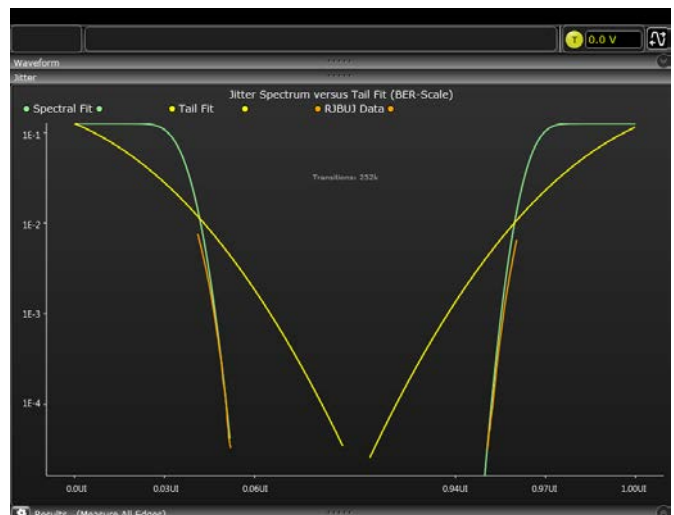 T 0.0 V
Waveform
Jitter
Jitter Spectrum versus Tail Fit (BER-Scale)
Spectral Fit Tail Fit RJBUJ Data
1E-1
Transitions: 252k
1E-2
1E-3
1E-4
0.0UI 0.03UI 0.06UI 0.94UI 0.97UI 1.00UI
Results (Measure All Edges)